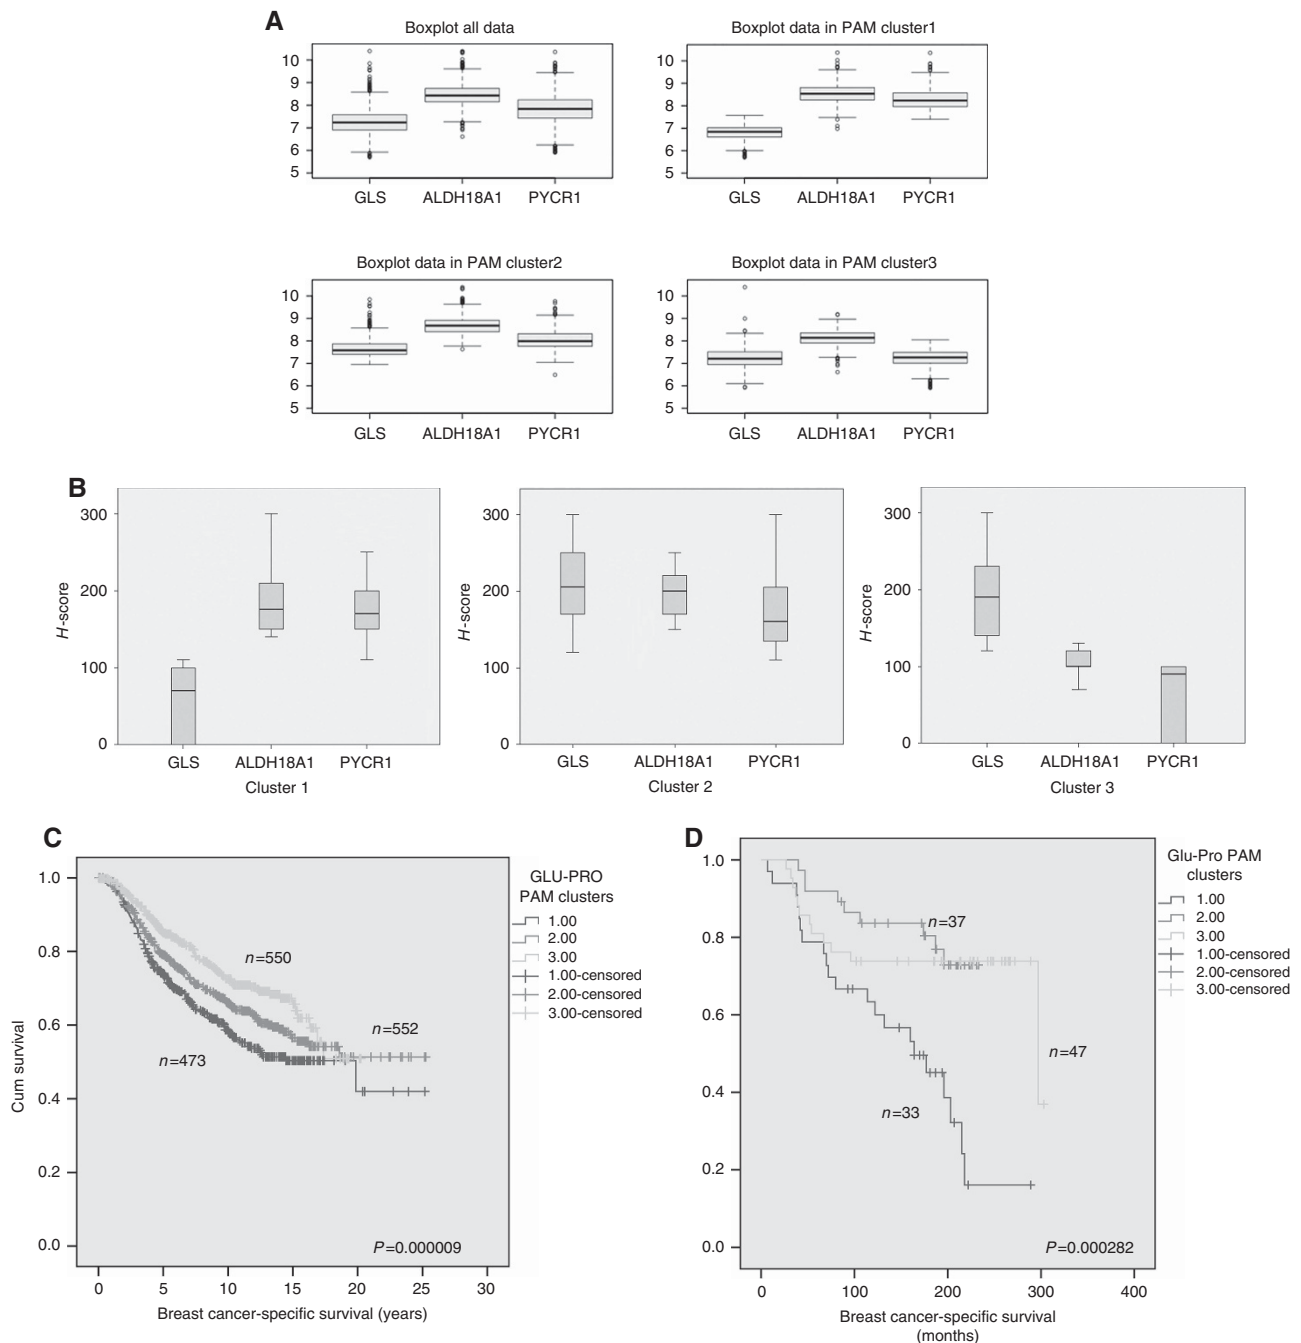 A
Boxplot all data
10
9
8
7
6
5
GLS ALDH18A1 PYCR1
Boxplot data in PAM cluster1
10
9
8
7
6
5
GLS ALDH18A1 PYCR1
Boxplot data in PAM cluster2
10
9
8
7
6
5
GLS ALDH18A1 PYCR1
Boxplot data in PAM cluster3
10
9
8
7
6
5
GLS ALDH18A1 PYCR1
B
H-score
300
200
100
0
GLS ALDH18A1 PYCR1
Cluster 1
H-score
300
200
100
0
GLS ALDH18A1 PYCR1
Cluster 2
H-score
300
200
100
0
GLS ALDH18A1 PYCR1
Cluster 3
C
Cum survival
1.0
0.8
0.6
0.4
0.2
0.0
n=550
n=552
n=473
P=0.000009
0 5 10 15 20 25 30
Breast cancer-specific survival (years)
GLU-PRO
PAM clusters
1.00
2.00
3.00
1.00-censored
2.00-censored
3.00-censored
D
1.0
0.8
0.6
0.4
0.2
0.0
n=37
n=47
n=33
P=0.000282
0 100 200 300 400
Breast cancer-specific survival
(months)
Glu-Pro PAM
clusters
1.00
2.00
3.00
1.00-censored
2.00-censored
3.00-censored